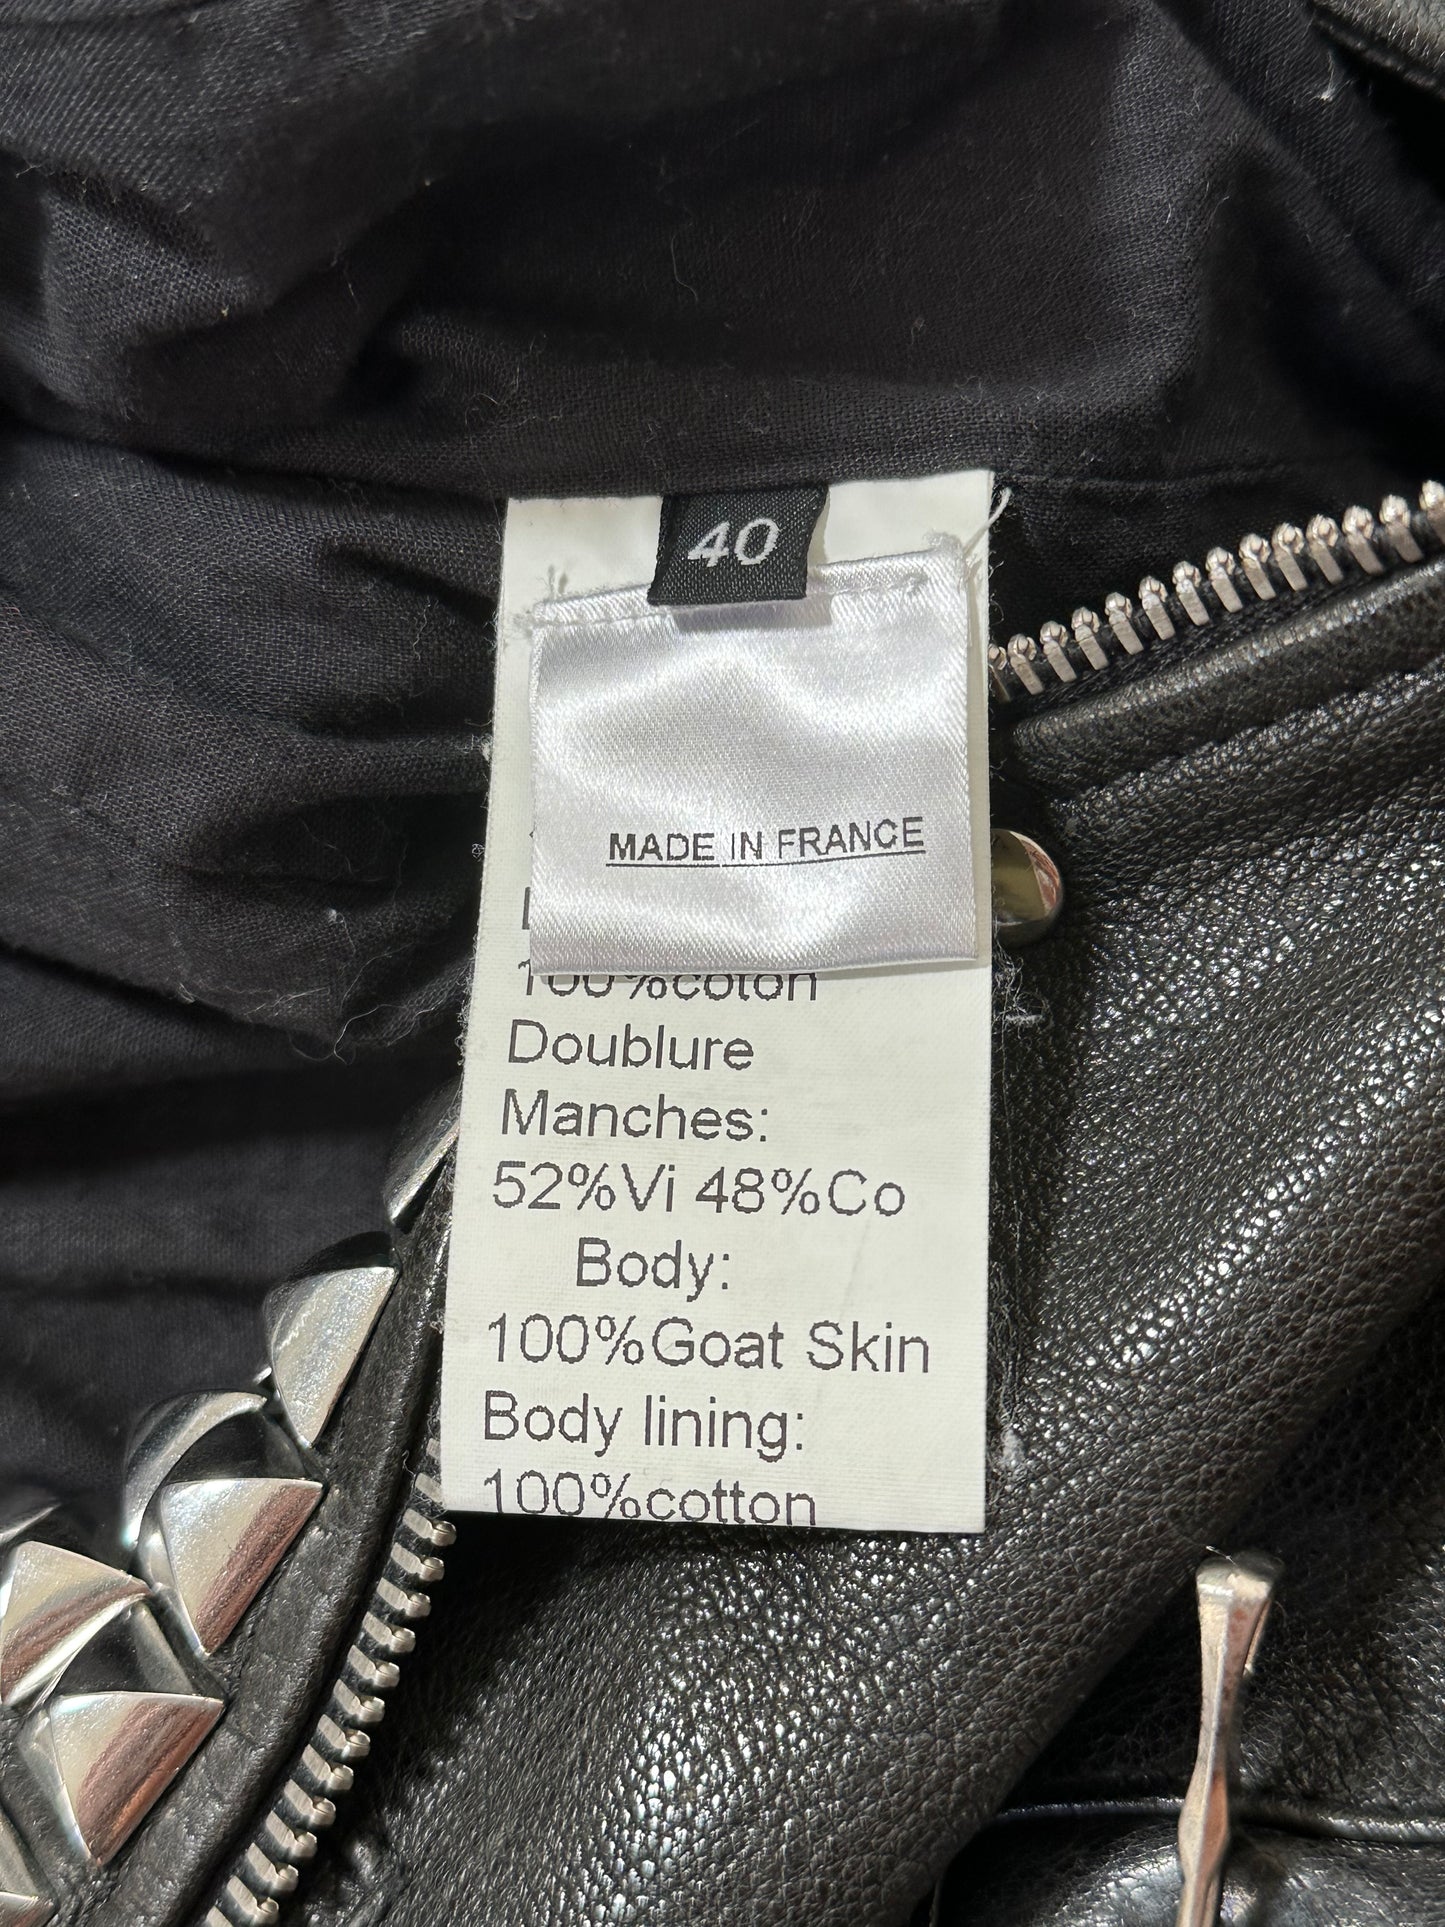 40
MADE IN FRANCE
100%coton
Doublure
Manches:
52%Vi 48%Co
Body:
100%Goat Skin
Body lining:
100%cotton